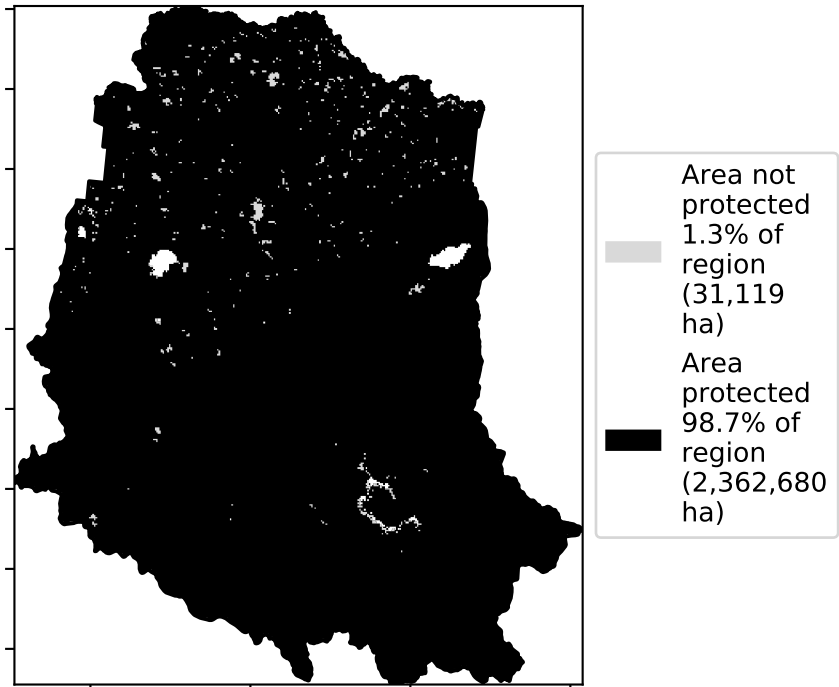 Area not
protected
1.3% of
region
(31,119
ha)
Area
protected
98.7% of
region
(2,362,680
ha)